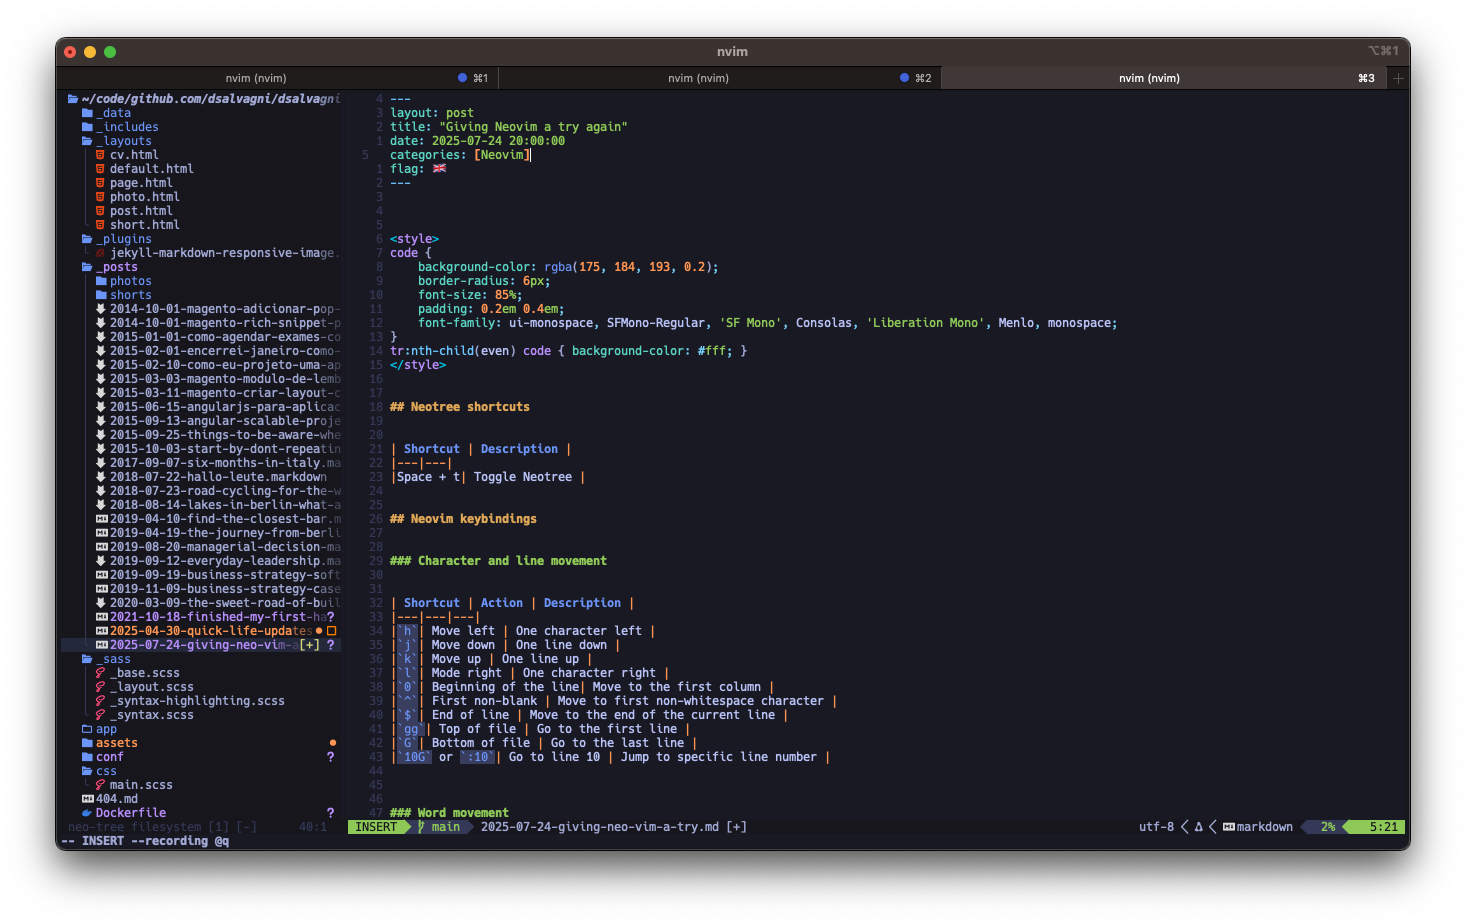 nvim
⌥⌘1
nvim (nvim) ⌘1
nvim (nvim) ⌘2
nvim (nvim) ⌘3
~/code/github.com/dsalvagni/dsalvagni
_data
_includes
_layouts
cv.html
default.html
page.html
photo.html
post.html
short.html
_plugins
jekyll-markdown-responsive-image.
_posts
photos
shorts
2014-10-01-magento-adicionar-pop-
2014-10-01-magento-rich-snippet-p
2015-01-01-como-agendar-exames-co
2015-02-01-encerrei-janeiro-como-
2015-02-10-como-eu-projeto-uma-ap
2015-03-03-magento-modulo-de-lemb
2015-03-11-magento-criar-layout-c
2015-06-15-angularjs-para-aplicac
2015-09-13-angular-scalable-proje
2015-09-25-things-to-be-aware-whe
2015-10-03-start-by-dont-repeatin
2017-09-07-six-months-in-italy.ma
2018-07-22-hallo-leute.markdown
2018-07-23-road-cycling-for-the-w
2018-08-14-lakes-in-berlin-what-a
2019-04-10-find-the-closest-bar.m
2019-04-19-the-journey-from-berli
2019-08-20-managerial-decision-ma
2019-09-12-everyday-leadership.ma
2019-09-19-business-strategy-soft
2019-11-09-business-strategy-case
2020-03-09-the-sweet-road-of-buil
2021-10-18-finished-my-first-ha?
2025-04-30-quick-life-updates
2025-07-24-giving-neo-vim-a[+] ?
_sass
_base.scss
_layout.scss
_syntax-highlighting.scss
_syntax.scss
app
assets
conf ?
css
main.scss
404.md
Dockerfile ?
neo-tree filesystem [1] [-] 40:1
4 ---
3 layout: post
2 title: "Giving Neovim a try again"
1 date: 2025-07-24 20:00:00
5 categories: [Neovim]
1 flag: 🇬🇧
2 ---
3
4
5
6 <style>
7 code {
8 background-color: rgba(175, 184, 193, 0.2);
9 border-radius: 6px;
10 font-size: 85%;
11 padding: 0.2em 0.4em;
12 font-family: ui-monospace, SFMono-Regular, 'SF Mono', Consolas, 'Liberation Mono', Menlo, monospace;
13 }
14 tr:nth-child(even) code { background-color: #fff; }
15 </style>
16
17
18 ## Neotree shortcuts
19
20
21 | Shortcut | Description |
22 |---|---|
23 |Space + t| Toggle Neotree |
24
25
26 ## Neovim keybindings
27
28
29 ### Character and line movement
30
31
32 | Shortcut | Action | Description |
33 |---|---|---|
34 |`h`| Move left | One character left |
35 |`j`| Move down | One line down |
36 |`k`| Move up | One line up |
37 |`l`| Mode right | One character right |
38 |`0`| Beginning of the line| Move to the first column |
39 |`^`| First non-blank | Move to first non-whitespace character |
40 |`$`| End of line | Move to the end of the current line |
41 |`gg`| Top of file | Go to the first line |
42 |`G`| Bottom of file | Go to the last line |
43 |`10G` or `:10`| Go to line 10 | Jump to specific line number |
44
45
46
47 ### Word movement
INSERT main 2025-07-24-giving-neo-vim-a-try.md [+] utf-8 markdown 2% 5:21
-- INSERT --recording @q